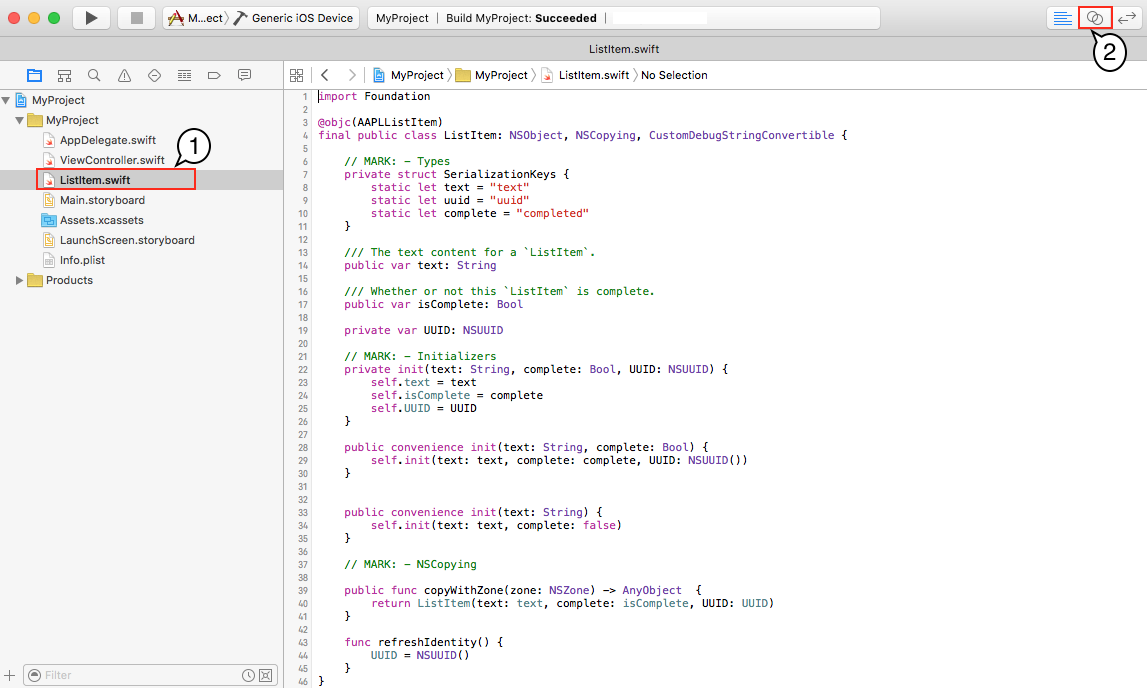 M...ect Generic iOS Device MyProject Build MyProject: Succeeded
2
ListItem.swift
MyProject MyProject ListItem.swift No Selection
MyProject
MyProject
AppDelegate.swift
1
ViewController.swift
ListItem.swift
Main.storyboard
Assets.xcassets
LaunchScreen.storyboard
Info.plist
Products
Filter
1 import Foundation
2
3 @objc(AAPLListItem)
4 final public class ListItem: NSObject, NSCopying, CustomDebugStringConvertible {
5
6 // MARK: - Types
7 private struct SerializationKeys {
8 static let text = "text"
9 static let uuid = "uuid"
10 static let complete = "completed"
11 }
12
13 /// The text content for a `ListItem`.
14 public var text: String
15
16 /// Whether or not this `ListItem` is complete.
17 public var isComplete: Bool
18
19 private var UUID: NSUUID
20
21 // MARK: - Initializers
22 private init(text: String, complete: Bool, UUID: NSUUID) {
23 self.text = text
24 self.isComplete = complete
25 self.UUID = UUID
26 }
27
28 public convenience init(text: String, complete: Bool) {
29 self.init(text: text, complete: complete, UUID: NSUUID())
30 }
31
32
33 public convenience init(text: String) {
34 self.init(text: text, complete: false)
35 }
36
37 // MARK: - NSCopying
38
39 public func copyWithZone(zone: NSZone) -> AnyObject {
40 return ListItem(text: text, complete: isComplete, UUID: UUID)
41 }
42
43 func refreshIdentity() {
44 UUID = NSUUID()
45 }
46 }